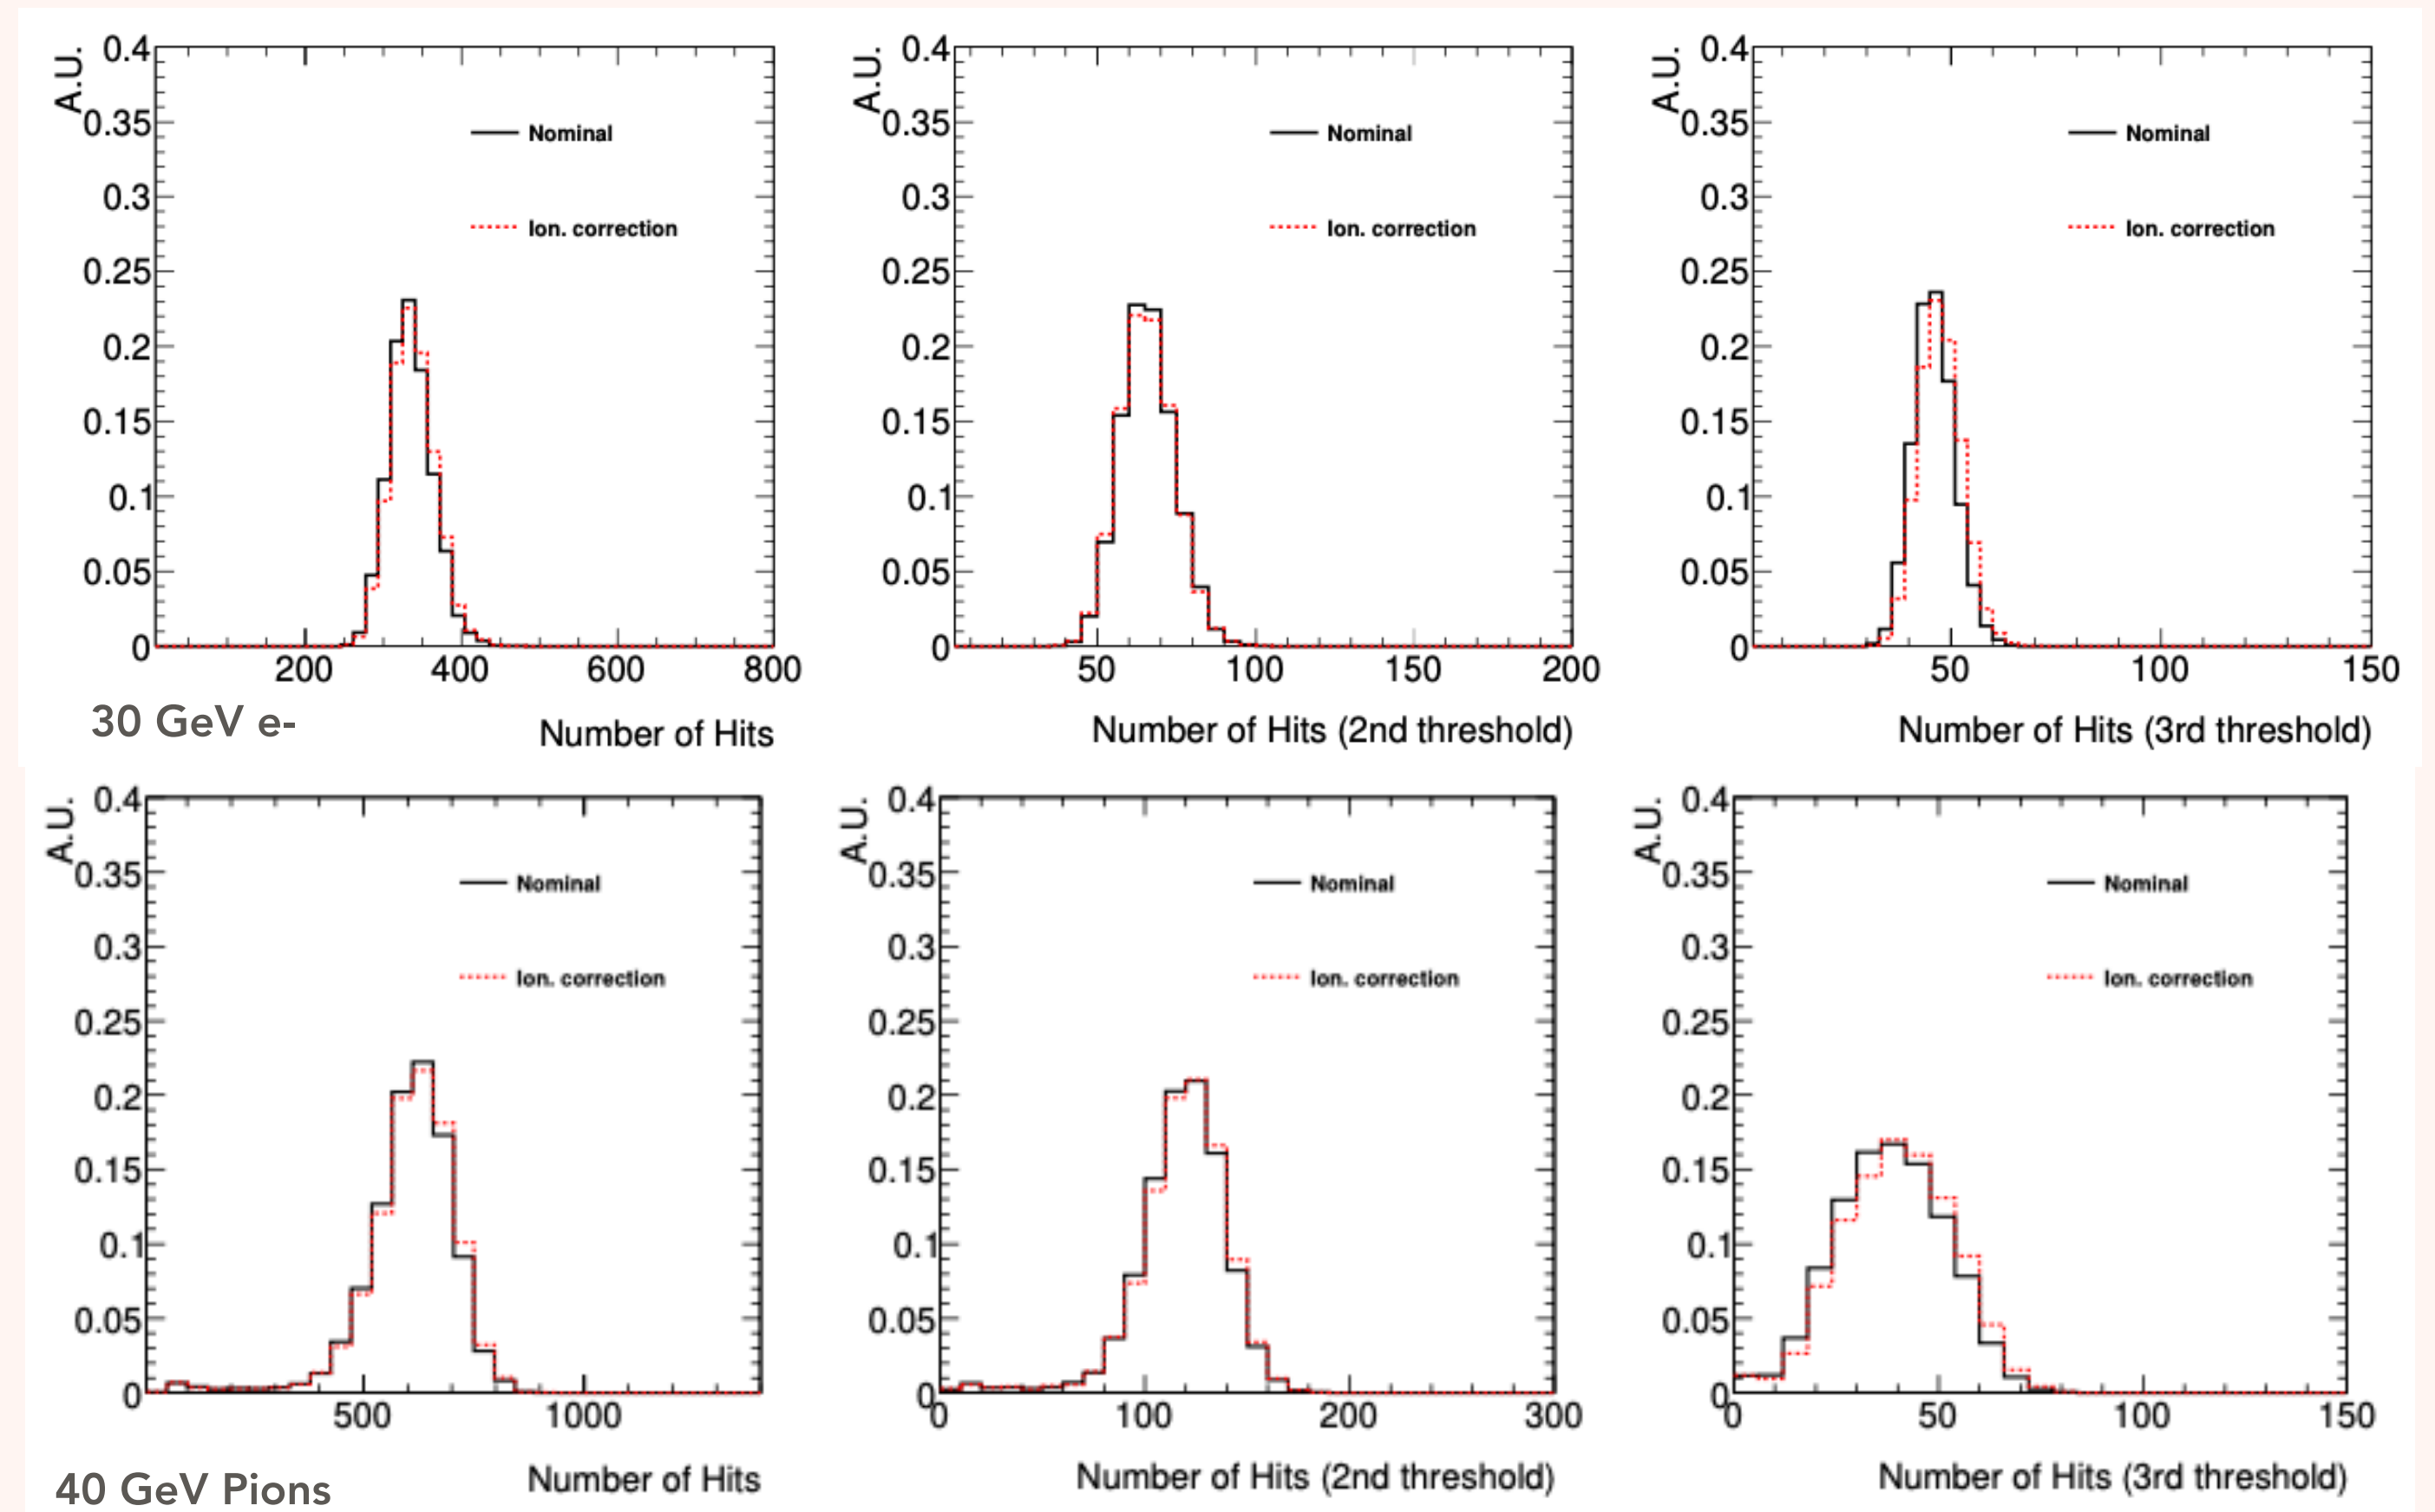 A.U.
0.4
0.35
0.3
0.25
0.2
0.15
0.1
0.05
0
Nominal
Ion. correction
200 400 600 800
Number of Hits
30 GeV e-
A.U.
0.4
0.35
0.3
0.25
0.2
0.15
0.1
0.05
0
Nominal
Ion. correction
50 100 150 200
Number of Hits (2nd threshold)
A.U.
0.4
0.35
0.3
0.25
0.2
0.15
0.1
0.05
0
Nominal
Ion. correction
50 100 150
Number of Hits (3rd threshold)
A.U.
0.4
0.35
0.3
0.25
0.2
0.15
0.1
0.05
0
Nominal
Ion. correction
500 1000
Number of Hits
40 GeV Pions
A.U.
0.4
0.35
0.3
0.25
0.2
0.15
0.1
0.05
0
Nominal
Ion. correction
0 100 200 300
Number of Hits (2nd threshold)
A.U.
0.4
0.35
0.3
0.25
0.2
0.15
0.1
0.05
0
Nominal
Ion. correction
0 50 100 150
Number of Hits (3rd threshold)